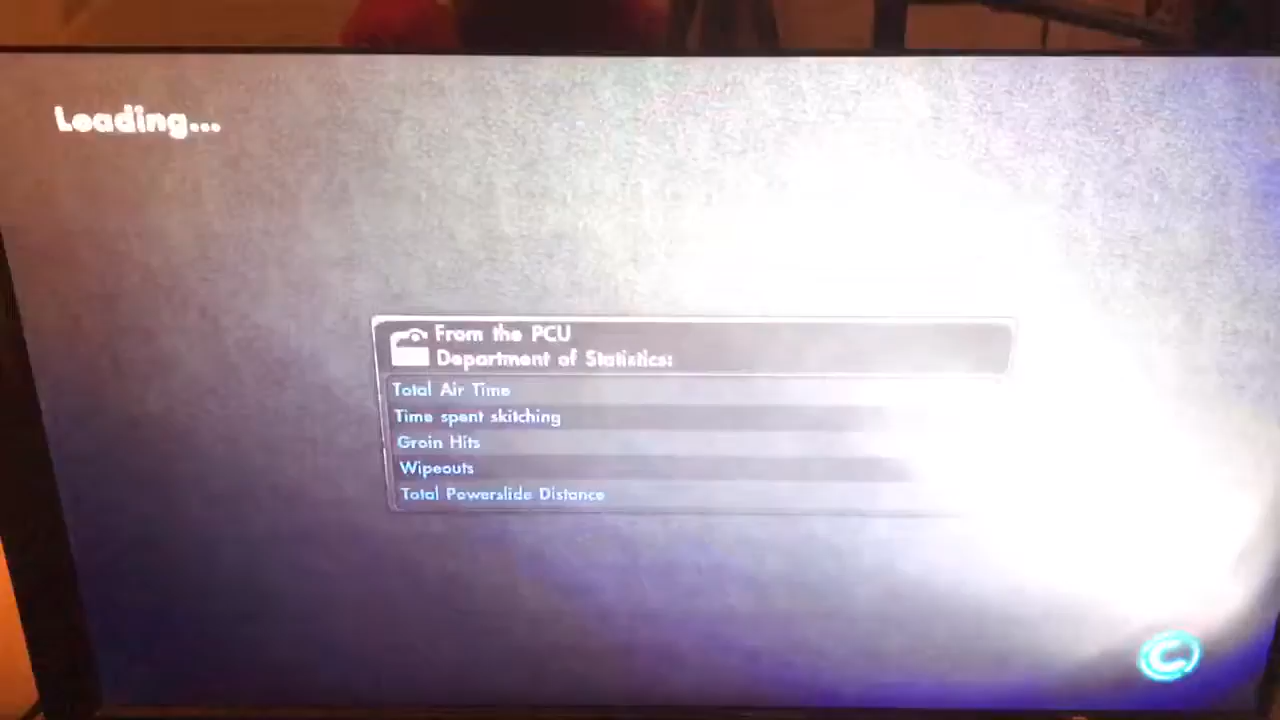 Loading...
From the PCU
Department of Statistics:
Total Air Time
Time spent skitching
Groin Hits
Wipeouts
Total Powerslide Distance